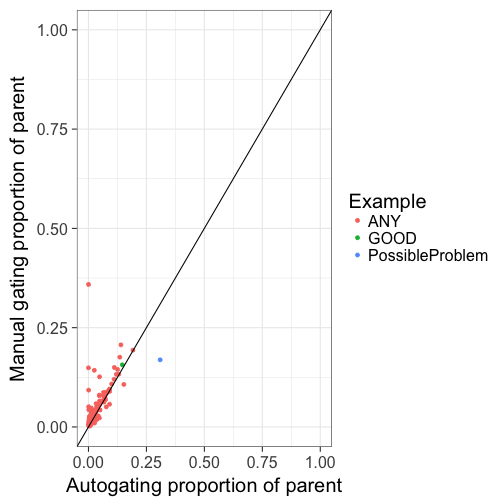 1.00
0.75
0.50
0.25
0.00
Manual gating proportion of parent
0.00 0.25 0.50 0.75 1.00
Autogating proportion of parent
Example
ANY
GOOD
PossibleProblem